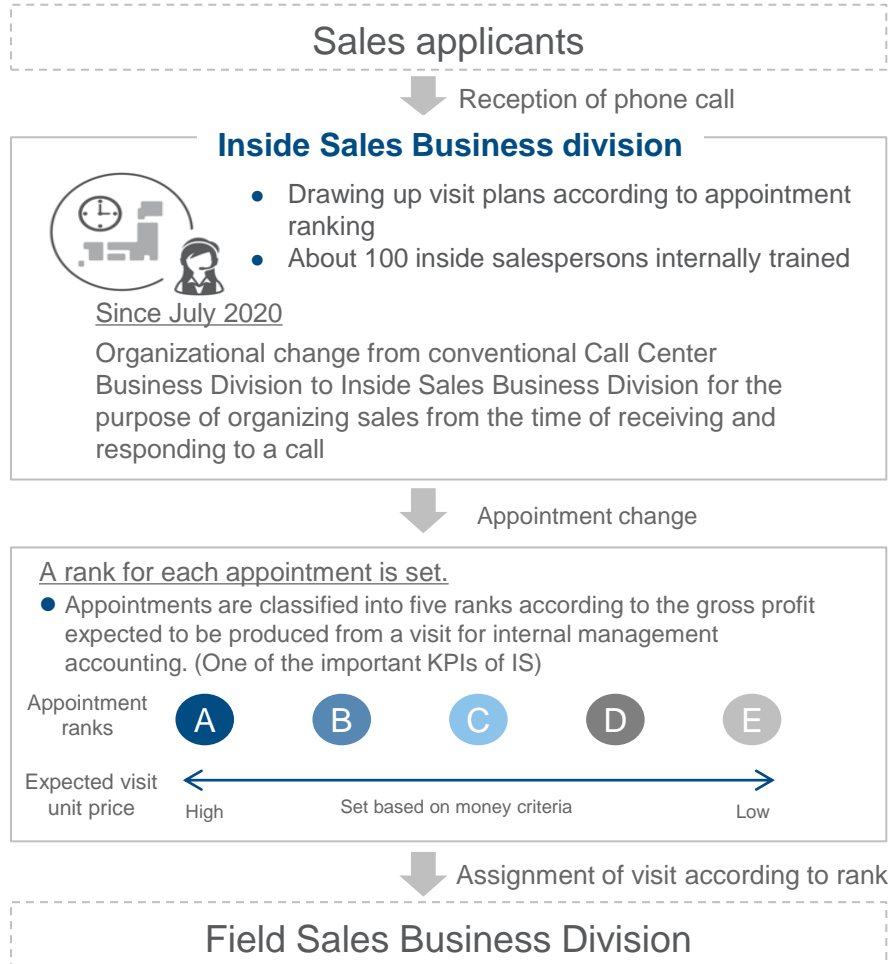 Sales applicants
Reception of phone call
Inside Sales Business division
● Drawing up visit plans according to appointment
ranking
● About 100 inside salespersons internally trained
Since July 2020
Organizational change from conventional Call Center
Business Division to Inside Sales Business Division for the
purpose of organizing sales from the time of receiving and
responding to a call
Appointment change
A rank for each appointment is set.
● Appointments are classified into five ranks according to the gross profit
expected to be produced from a visit for internal management
accounting. (One of the important KPIs of IS)
Appointment
ranks
A B C D E
Expected visit
unit price
High Set based on money criteria Low
Assignment of visit according to rank
Field Sales Business Division